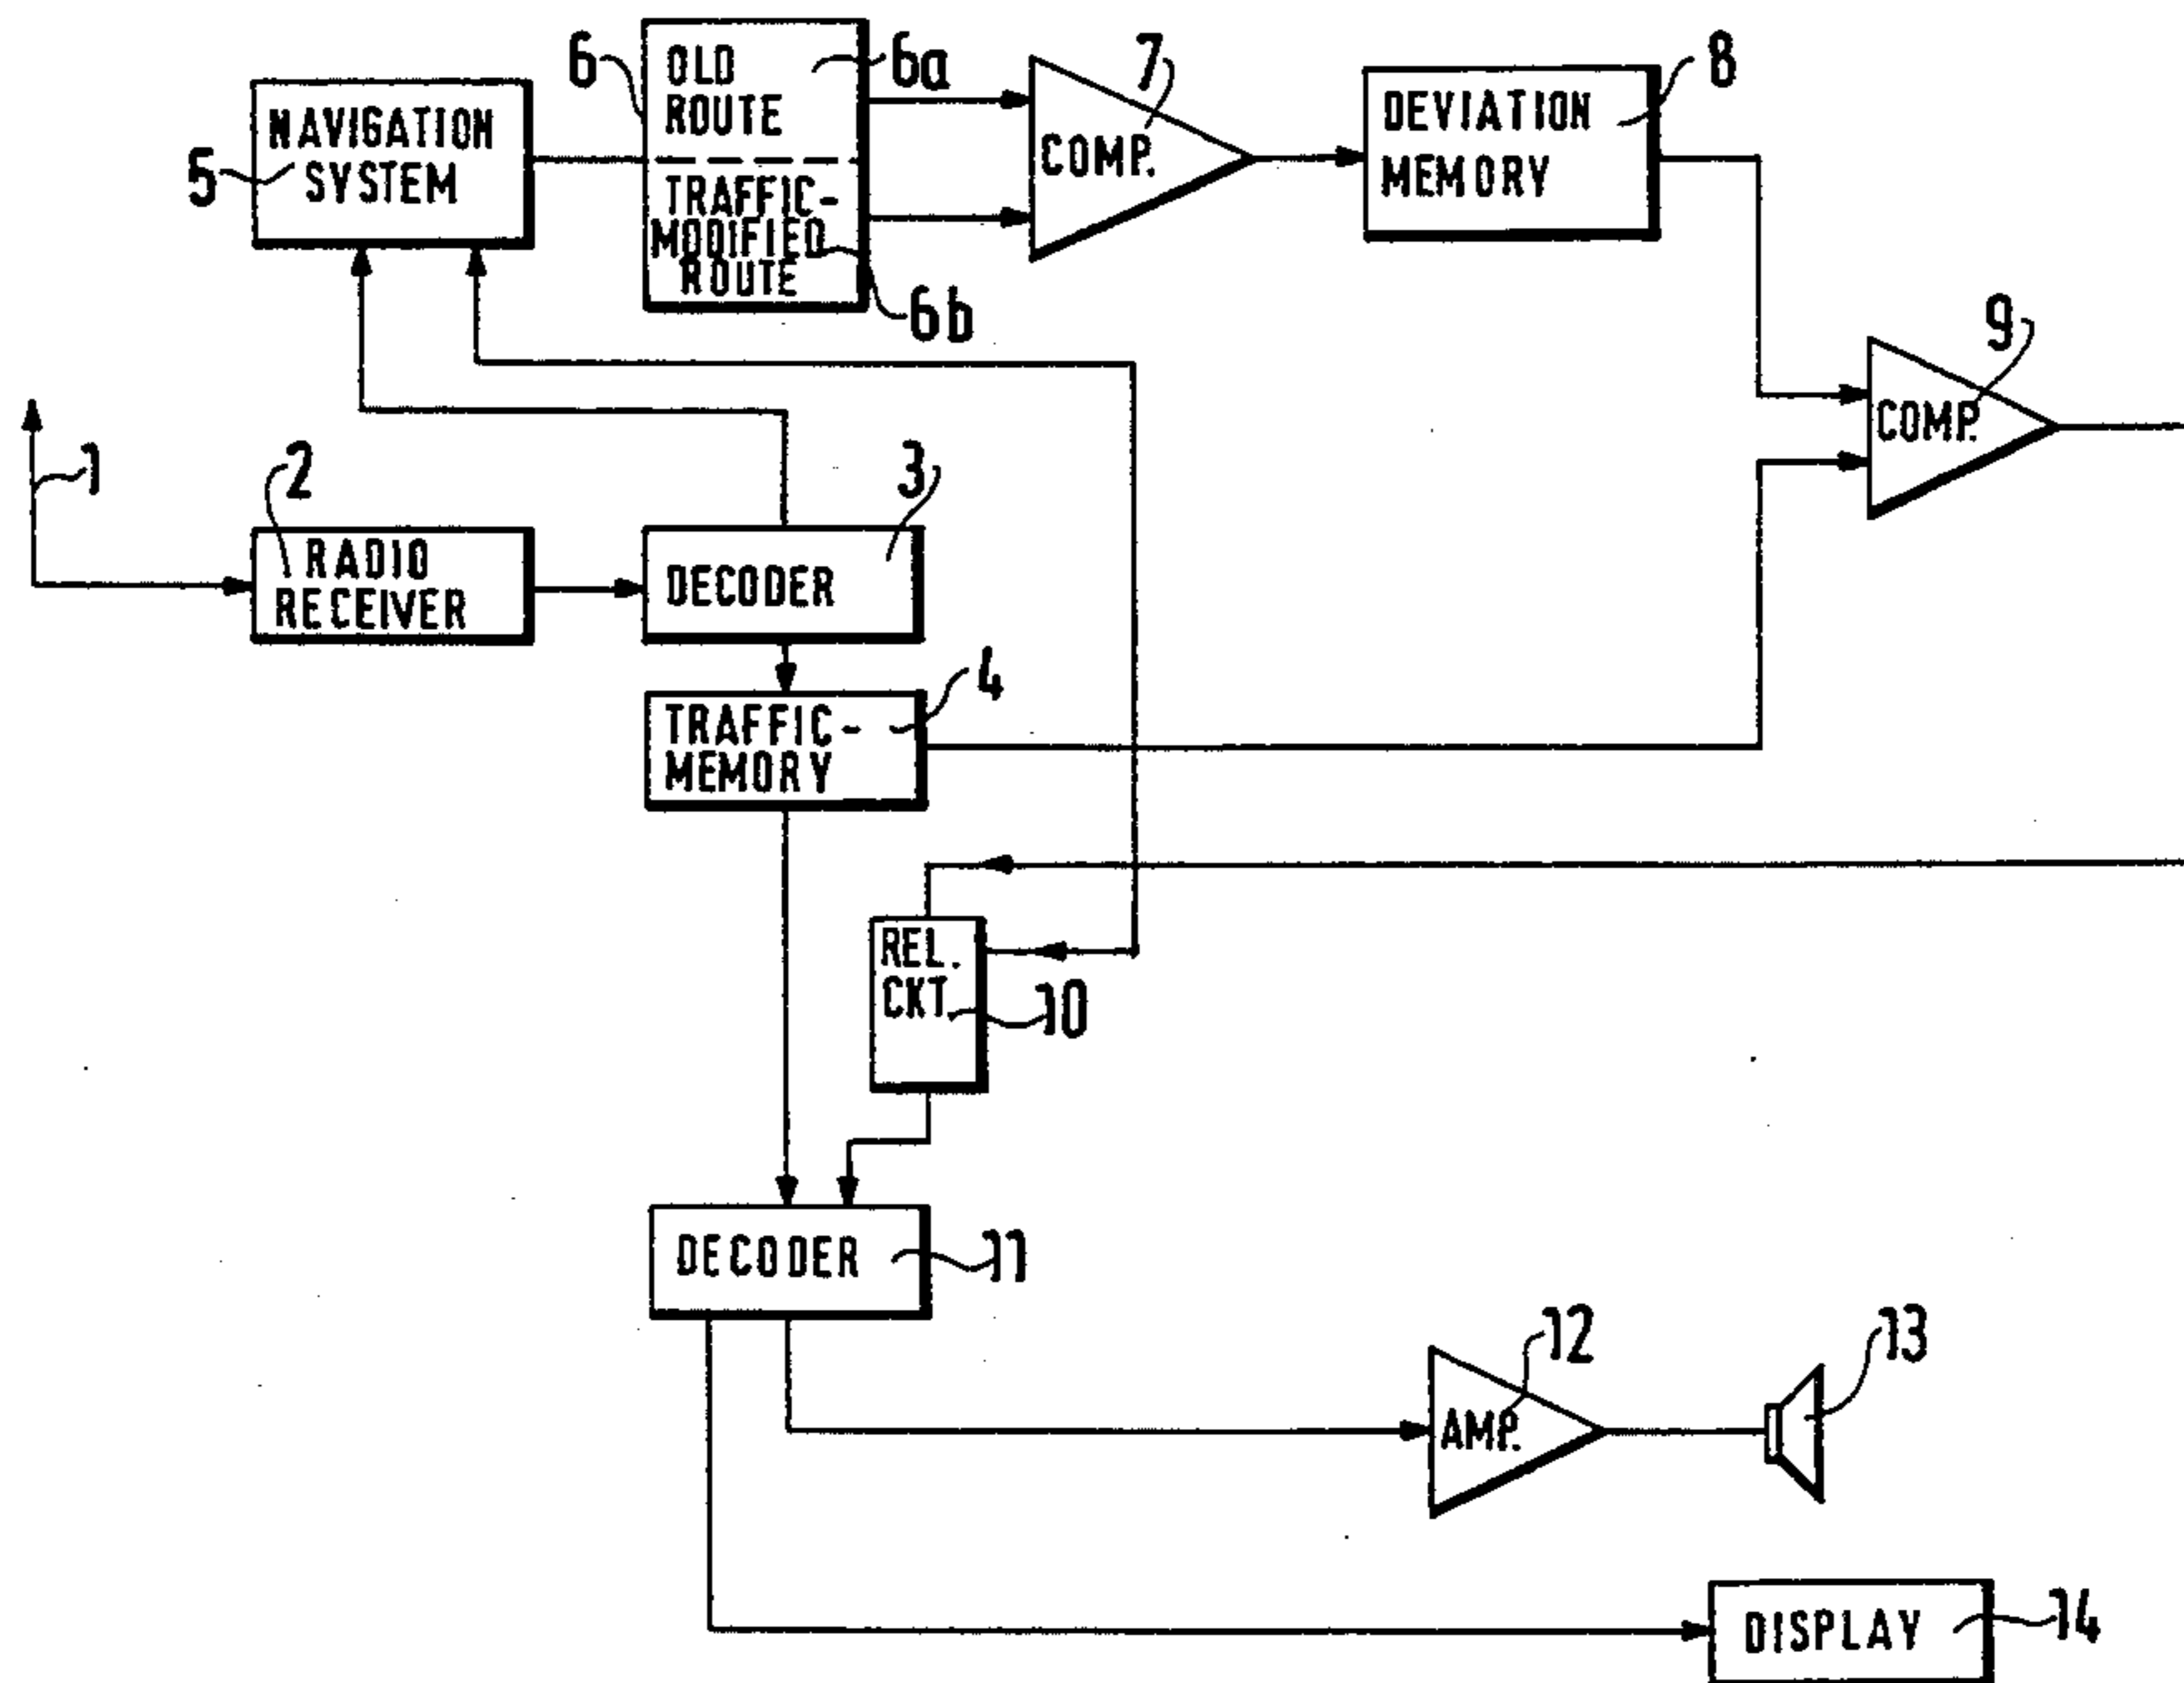 6
OLD
ROUTE
6a
TRAFFIC-
MODIFIED
ROUTE
6b
NAVIGATION
SYSTEM
5
COMP.
7
DEVIATION
MEMORY
8
COMP.
9
1
2
RADIO
RECEIVER
3
DECODER
TRAFFIC-
MEMORY
4
REL.
CKT.
10
DECODER
11
AMP.
12
13
DISPLAY
14